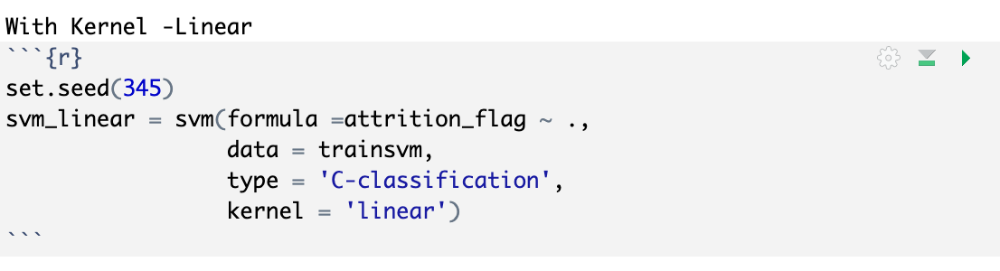 With Kernel -Linear
```{r}
set.seed(345)
svm_linear = svm(formula =attrition_flag ~ .,
                 data = trainsvm,
                 type = 'C-classification',
                 kernel = 'linear')
```